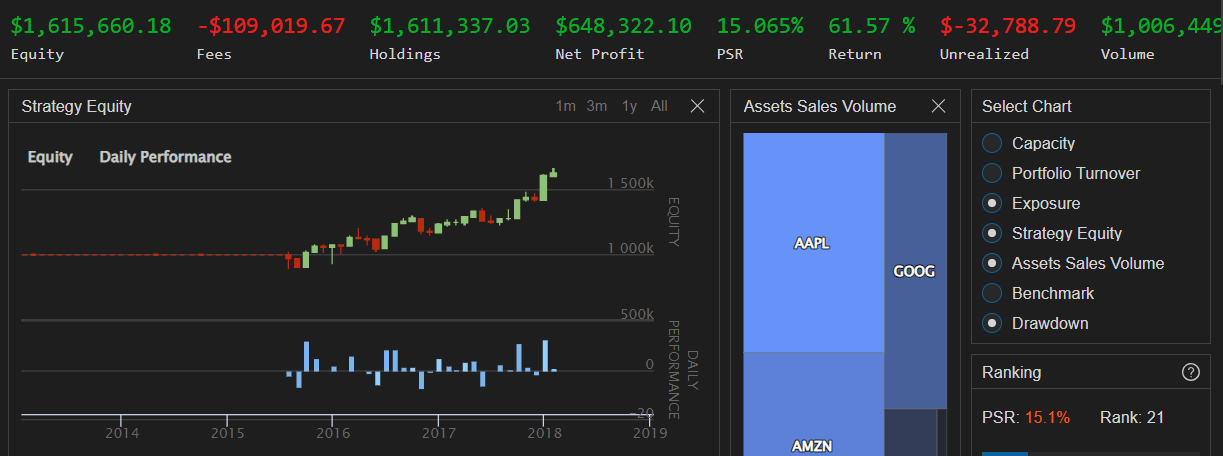 $1,615,660.18 -$109,019.67 $1,611,337.03 $648,322.10 15.065% 61.57 % $-32,788.79 $1,006,449
Equity Fees Holdings Net Profit PSR Return Unrealized Volume
Strategy Equity 1m 3m 1y All
Equity Daily Performance
1 500k
1 000k
500k
EQUITY
0
-20
DAILY
PERFORMANCE
2014 2015 2016 2017 2018 2019
Assets Sales Volume
AAPL
GOOG
AMZN
Select Chart
Capacity
Portfolio Turnover
Exposure
Strategy Equity
Assets Sales Volume
Benchmark
Drawdown
Ranking ?
PSR: 15.1% Rank: 21